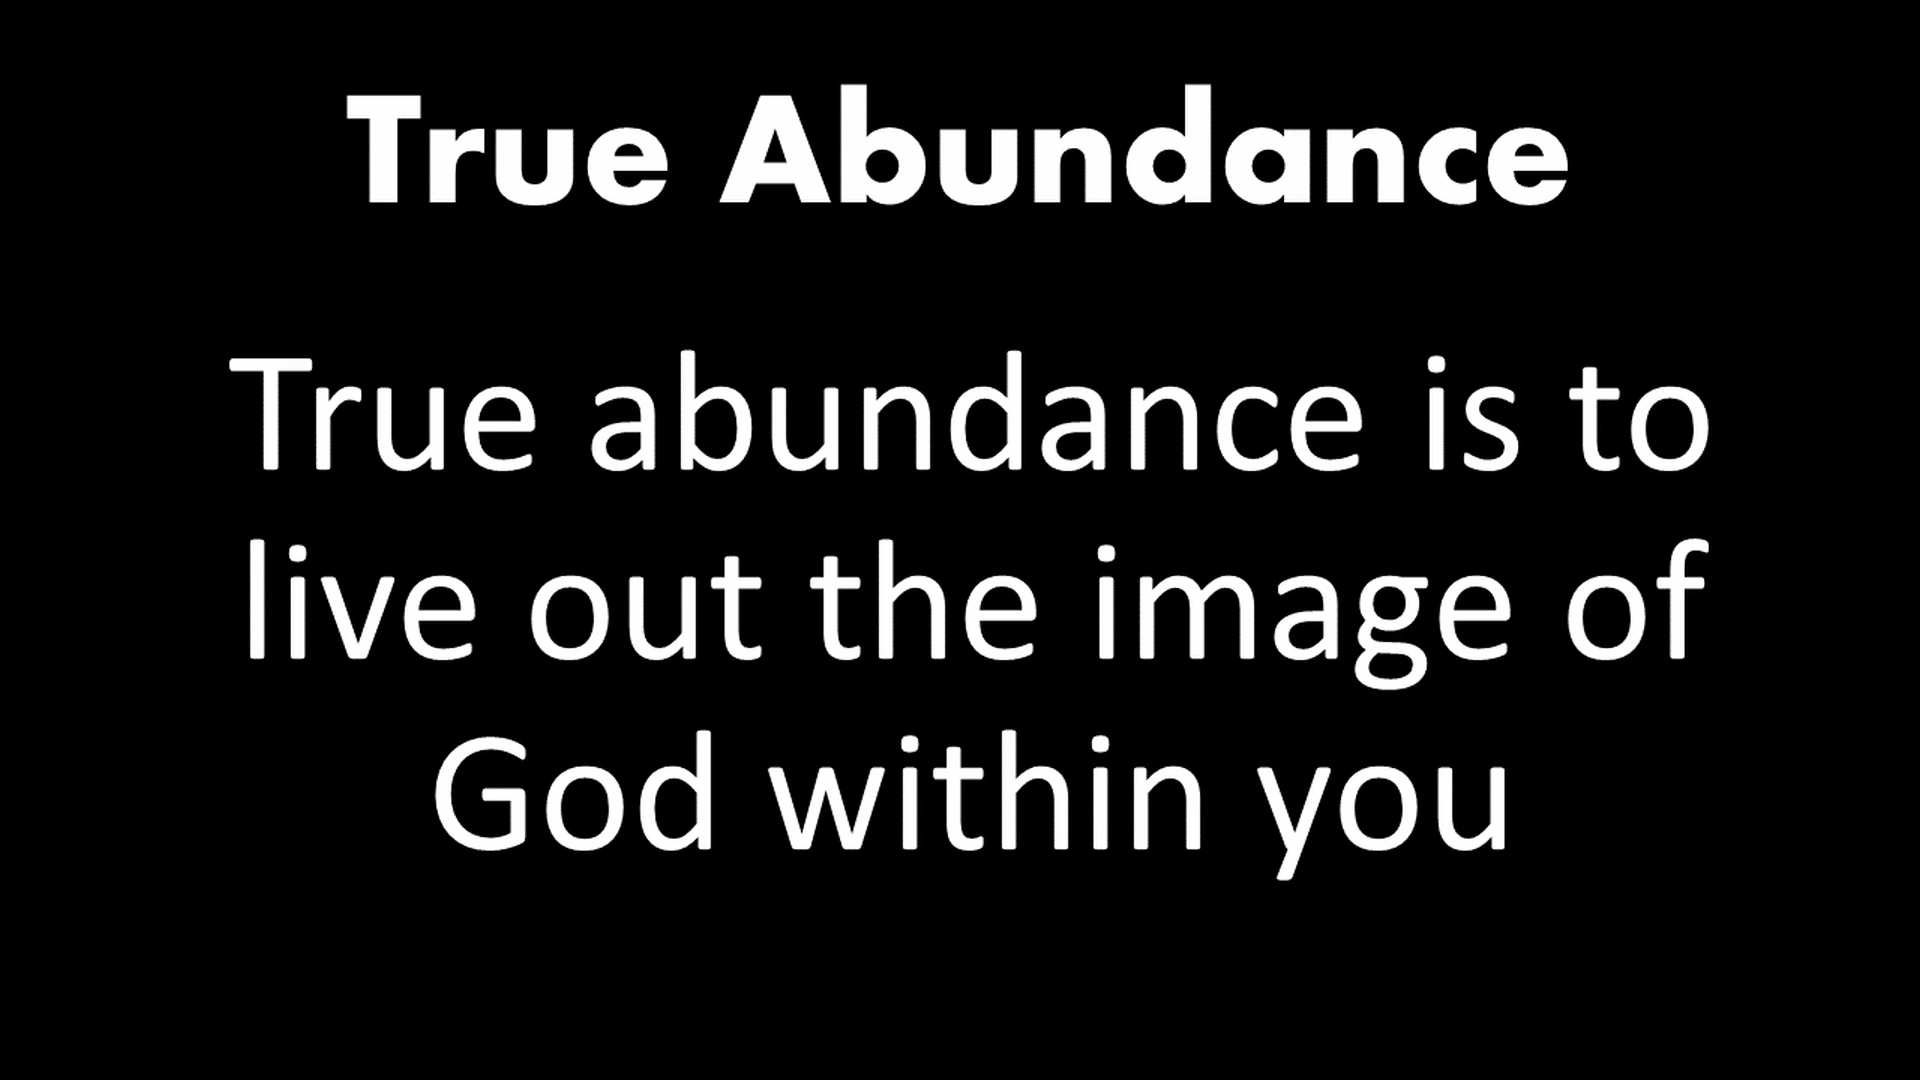 True Abundance
True abundance is to
live out the image of
God within you